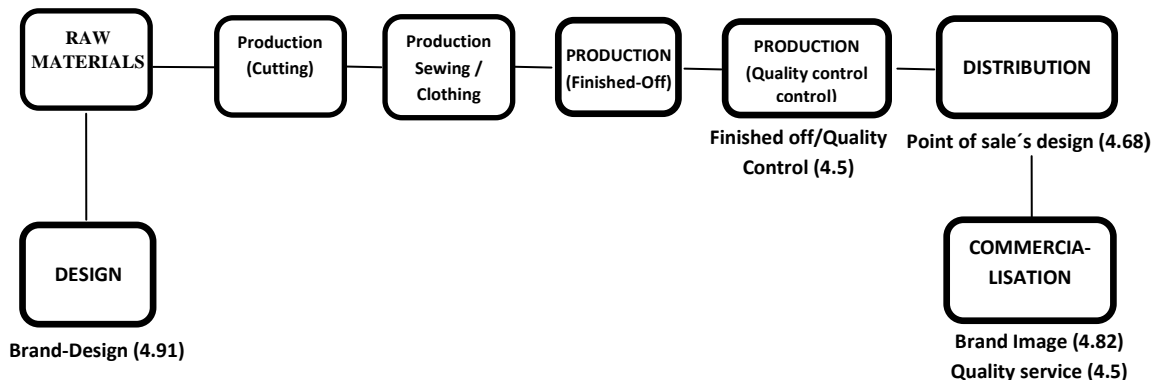 RAW
MATERIALS
Production
(Cutting)
Production
Sewing /
Clothing
PRODUCTION
(Finished-Off)
PRODUCTION
(Quality control
control)
DISTRIBUTION
Finished off/Quality
Control (4.5)
Point of sale´s design (4.68)
DESIGN
Brand-Design (4.91)
COMMERCIA-
LISATION
Brand Image (4.82)
Quality service (4.5)